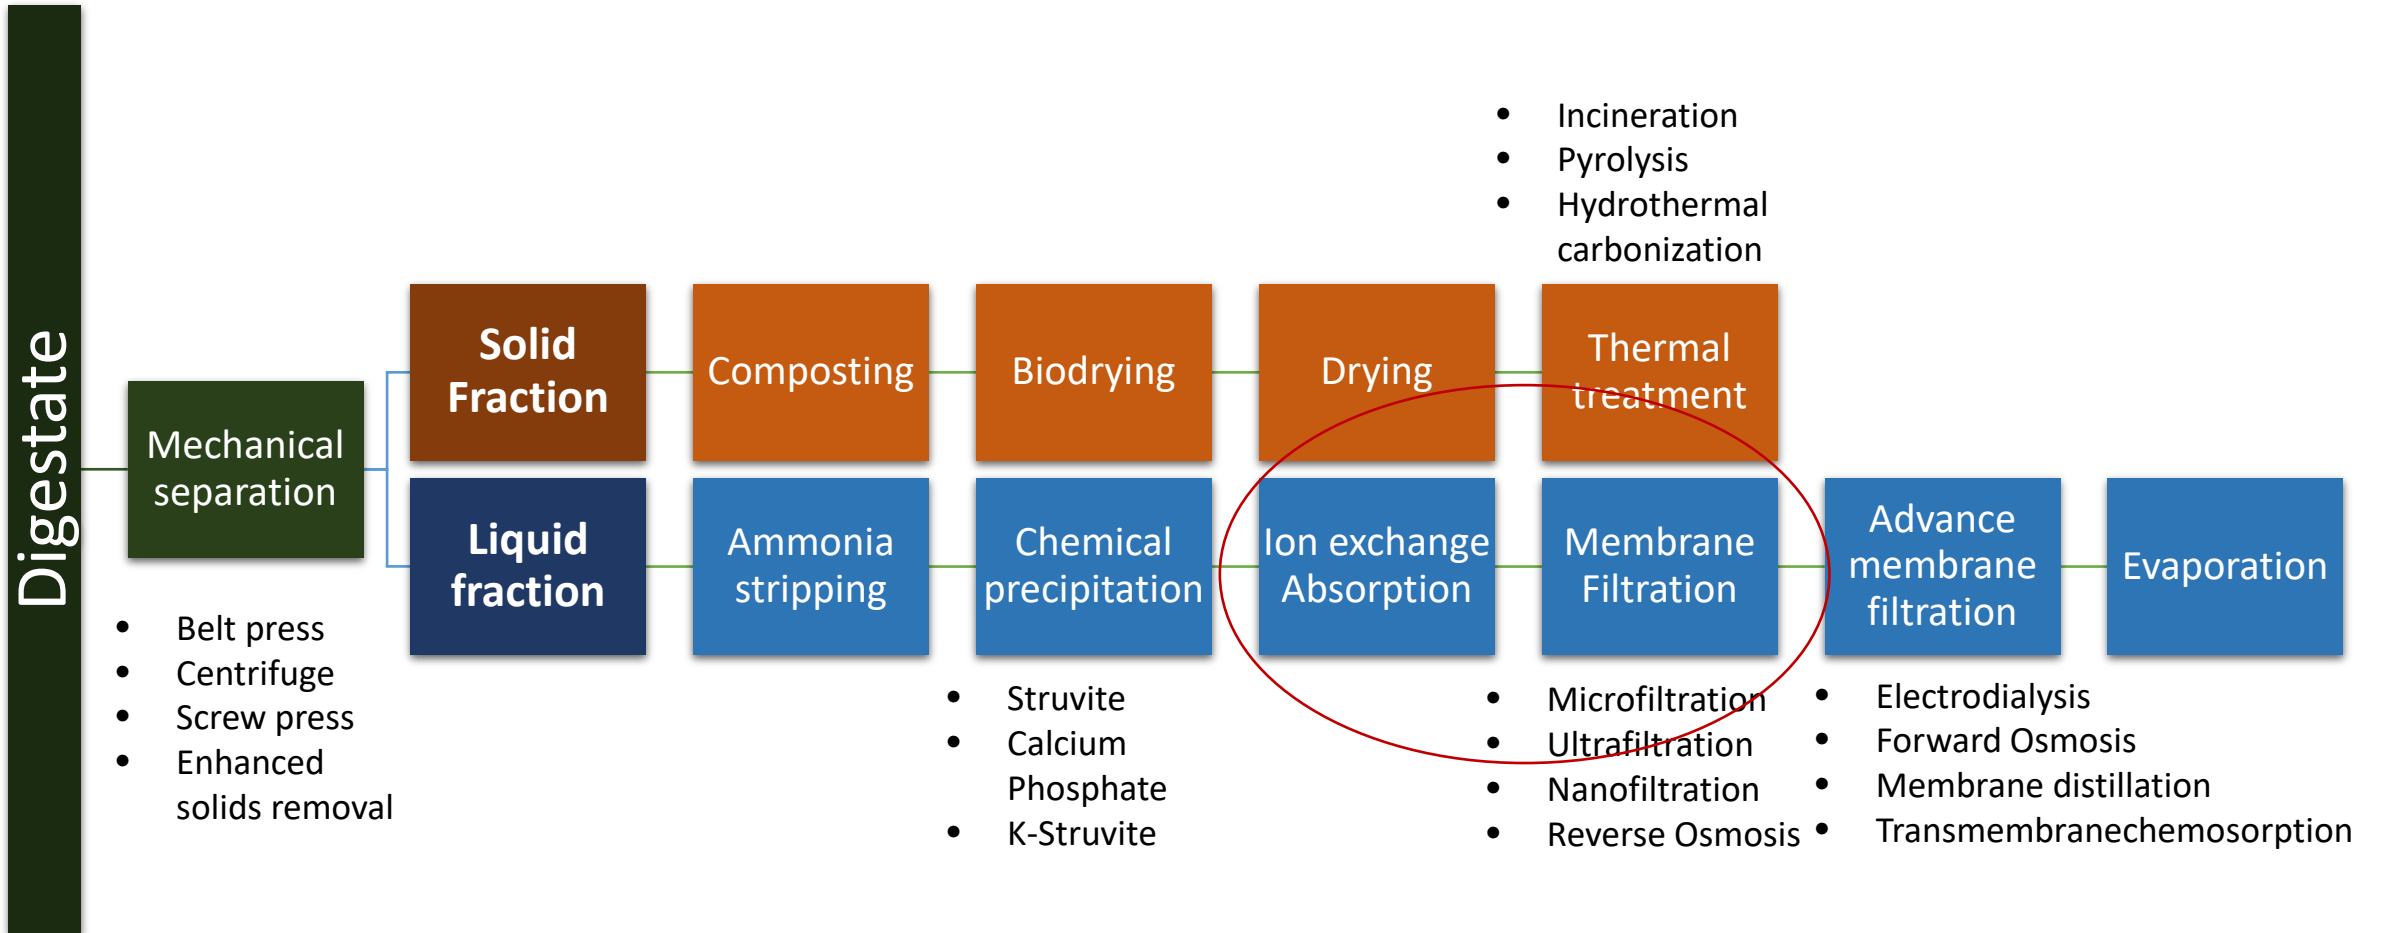 Digestate
Mechanical
separation
• Belt press
• Centrifuge
• Screw press
• Enhanced
solids removal
Solid
Fraction
Composting
Biodrying
Drying
• Incineration
• Pyrolysis
• Hydrothermal
carbonization
Thermal
treatment
Liquid
fraction
Ammonia
stripping
Chemical
precipitation
• Struvite
• Calcium
Phosphate
• K-Struvite
Ion exchange
Absorption
Membrane
Filtration
• Microfiltration
• Ultrafiltration
• Nanofiltration
• Reverse Osmosis
Advance
membrane
filtration
• Electrodialysis
• Forward Osmosis
• Membrane distillation
• Transmembranechemosorption
Evaporation